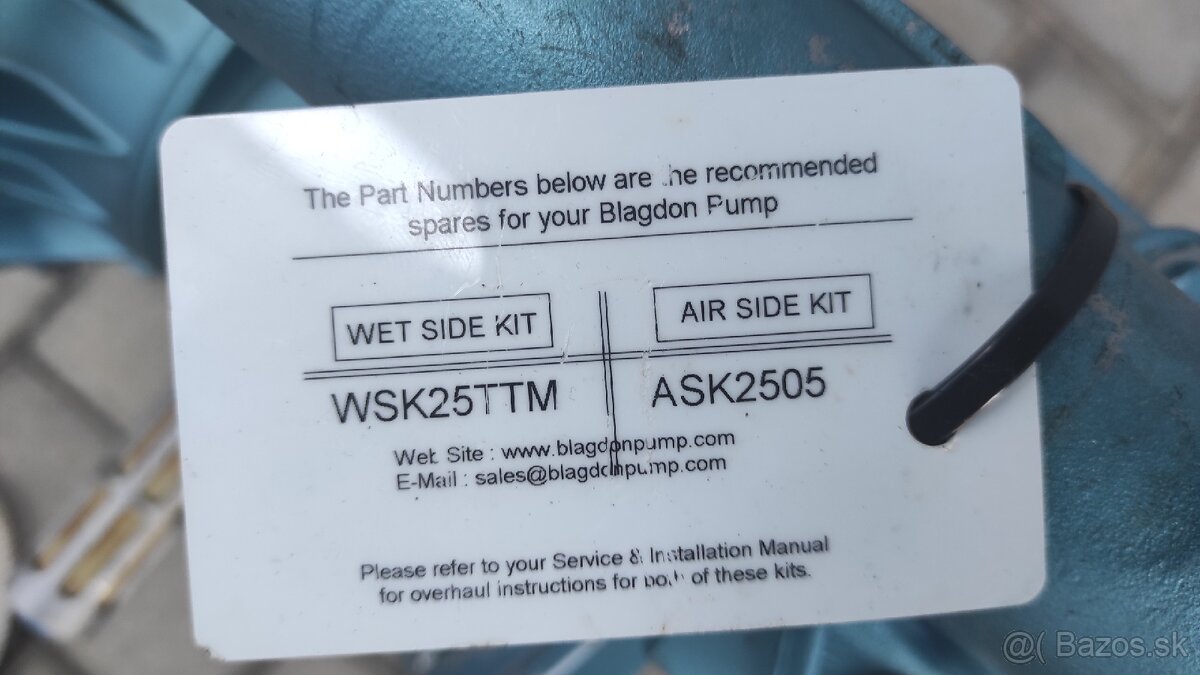 The Part Numbers below are the recommended
spares for your Blagdon Pump
WET SIDE KIT
AIR SIDE KIT
WSK25TTM
ASK2505
Web Site : www.blagdonpump.com
E-Mail : sales@blagdonpump.com
Please refer to your Service & Installation Manual
for overhaul instructions for both of these kits.
@( Bazos.sk